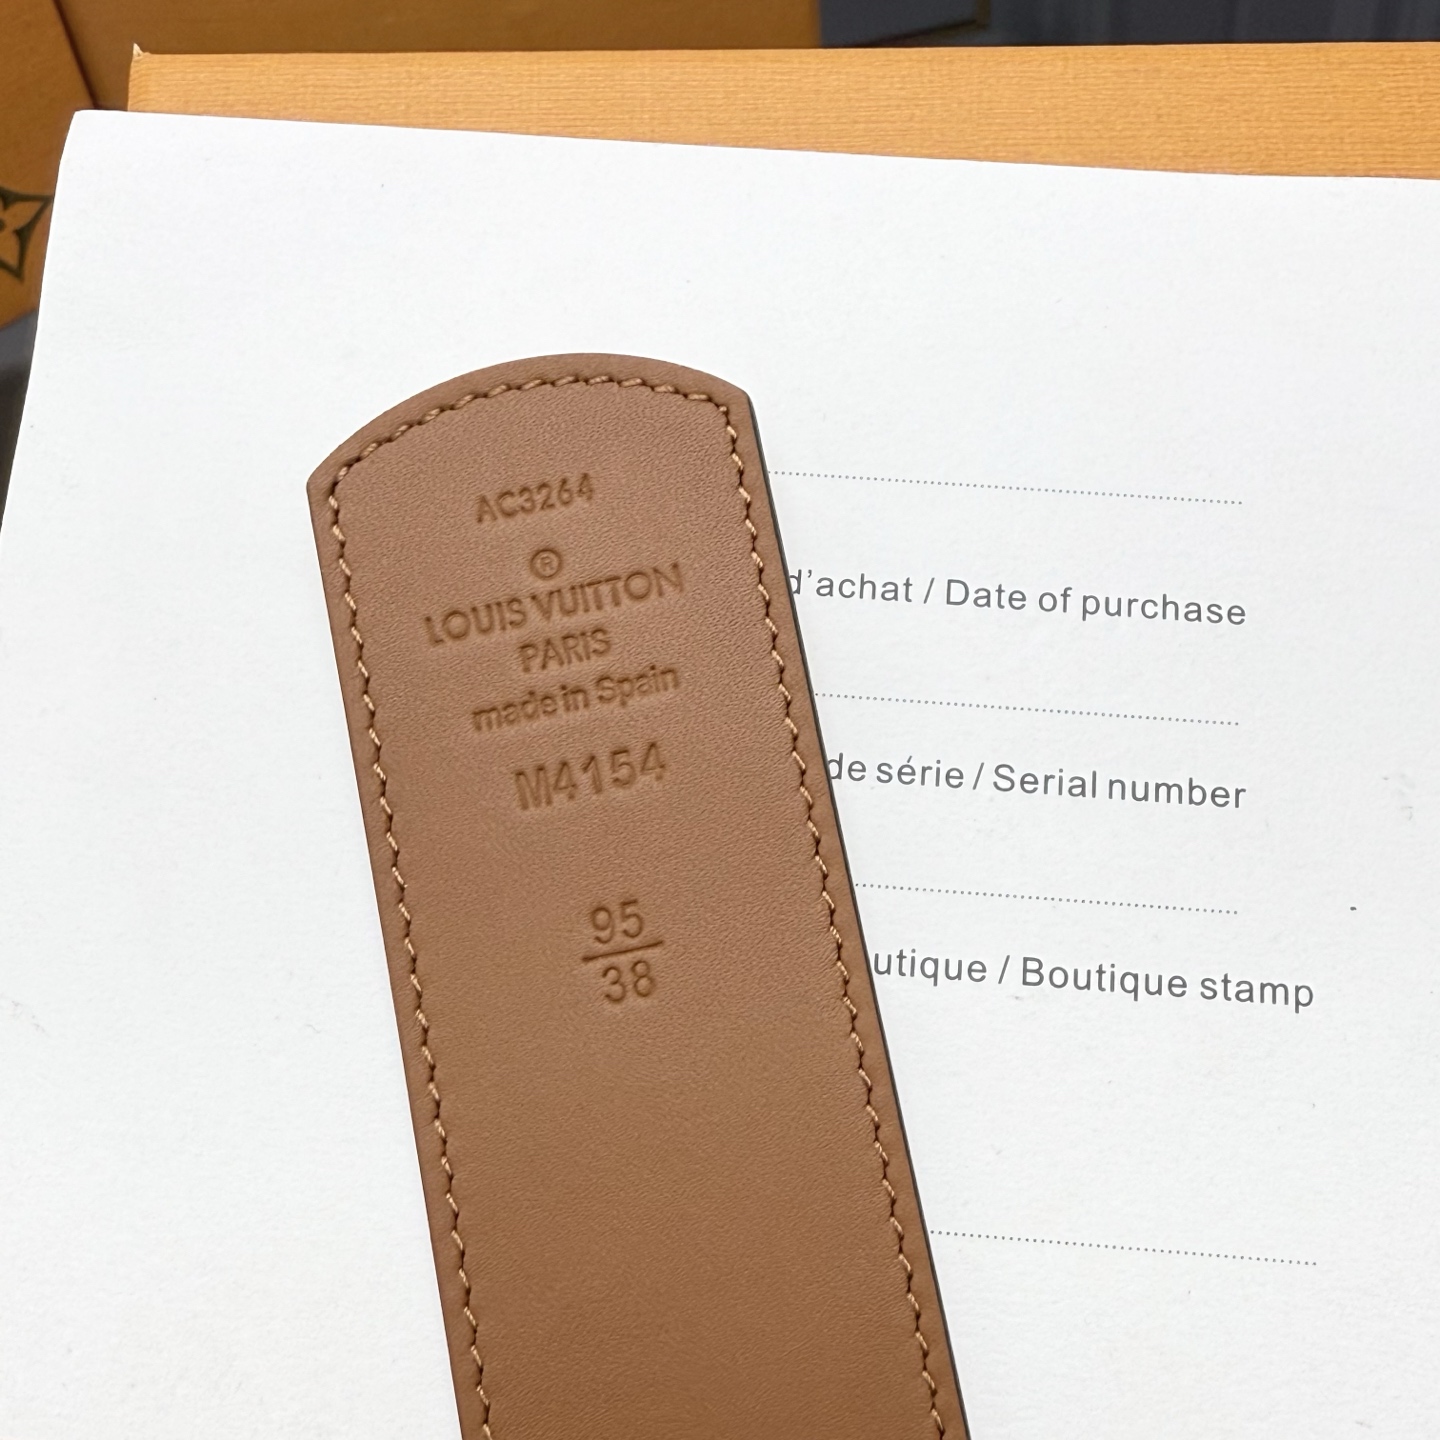 AC3264
®
LOUIS VUITTON
PARIS
made in Spain
M4154
95
38
d'achat / Date of purchase
de série / Serial number
utique / Boutique stamp